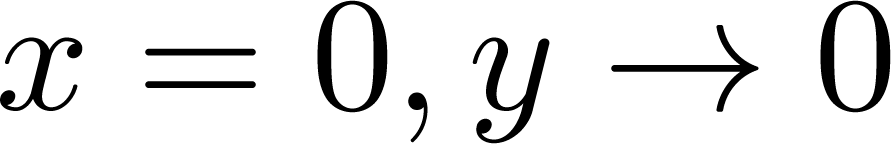 x = 0, y → 0